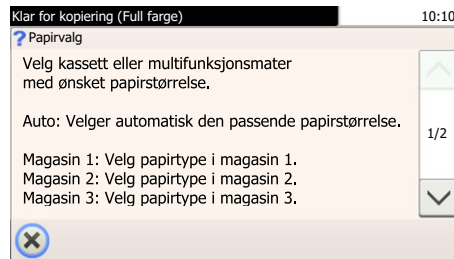 Klar for kopiering (Full farge) 10:10
? Papirvalg
Velg kassett eller multifunksjonsmater
med ønsket papirstørrelse.
Auto: Velger automatisk den passende papirstørrelse.
1/2
Magasin 1: Velg papirtype i magasin 1.
Magasin 2: Velg papirtype i magasin 2.
Magasin 3: Velg papirtype i magasin 3.